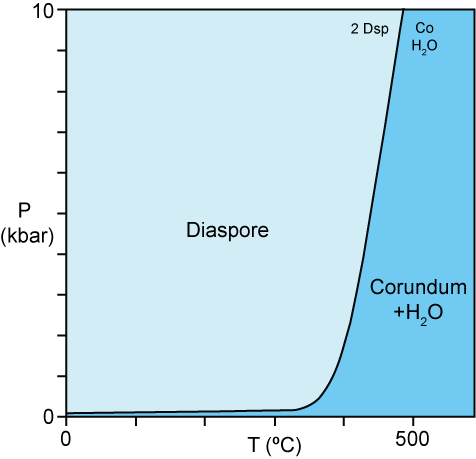 10
2 Dsp
Co
H₂O
P
(kbar)
Diaspore
Corundum
+H₂O
0
0
T (ºC)
500